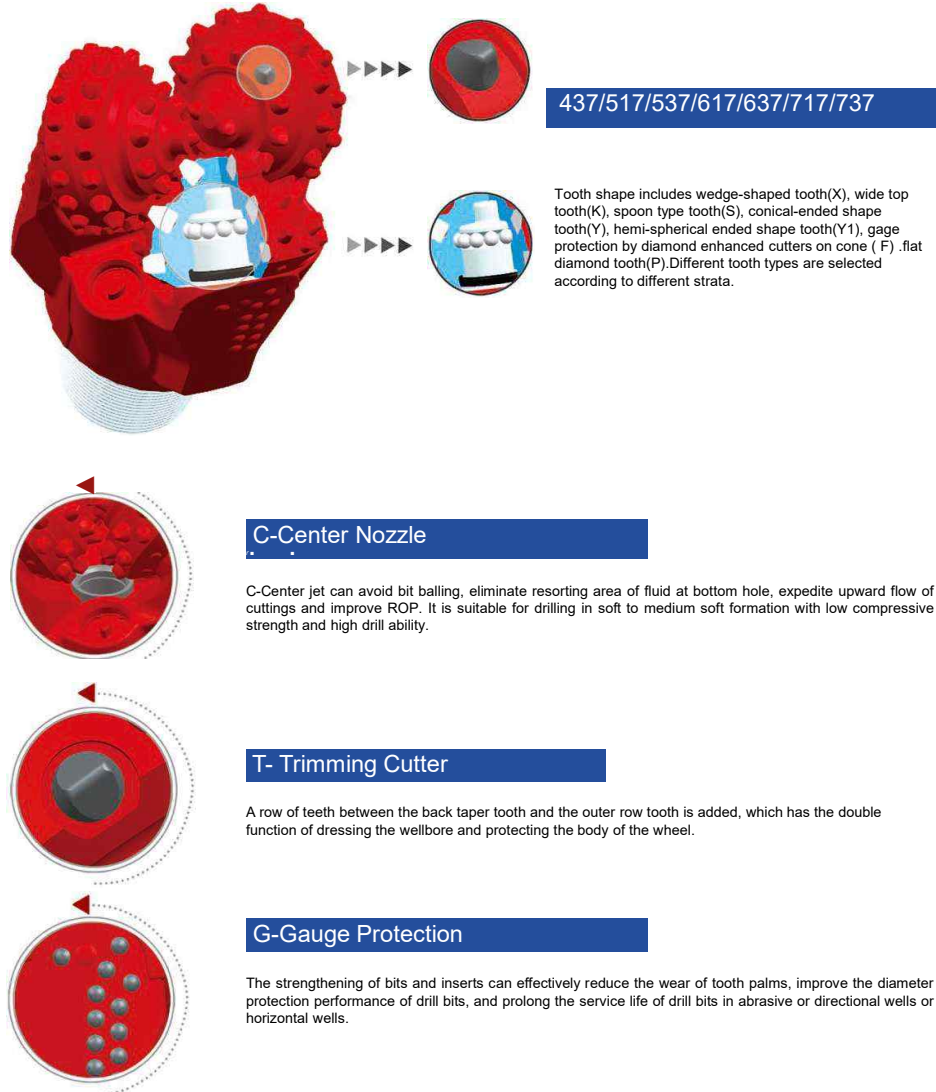 437/517/537/617/637/717/737
Tooth shape includes wedge-shaped tooth(X), wide top
tooth(K), spoon type tooth(S), conical-ended shape
tooth(Y), hemi-spherical ended shape tooth(Y1), gage
protection by diamond enhanced cutters on cone ( F) .flat
diamond tooth(P).Different tooth types are selected
according to different strata.
C-Center Nozzle
C-Center jet can avoid bit balling, eliminate resorting area of fluid at bottom hole, expedite upward flow of
cuttings and improve ROP. It is suitable for drilling in soft to medium soft formation with low compressive
strength and high drill ability.
T- Trimming Cutter
A row of teeth between the back taper tooth and the outer row tooth is added, which has the double
function of dressing the wellbore and protecting the body of the wheel.
G-Gauge Protection
The strengthening of bits and inserts can effectively reduce the wear of tooth palms, improve the diameter
protection performance of drill bits, and prolong the service life of drill bits in abrasive or directional wells or
horizontal wells.